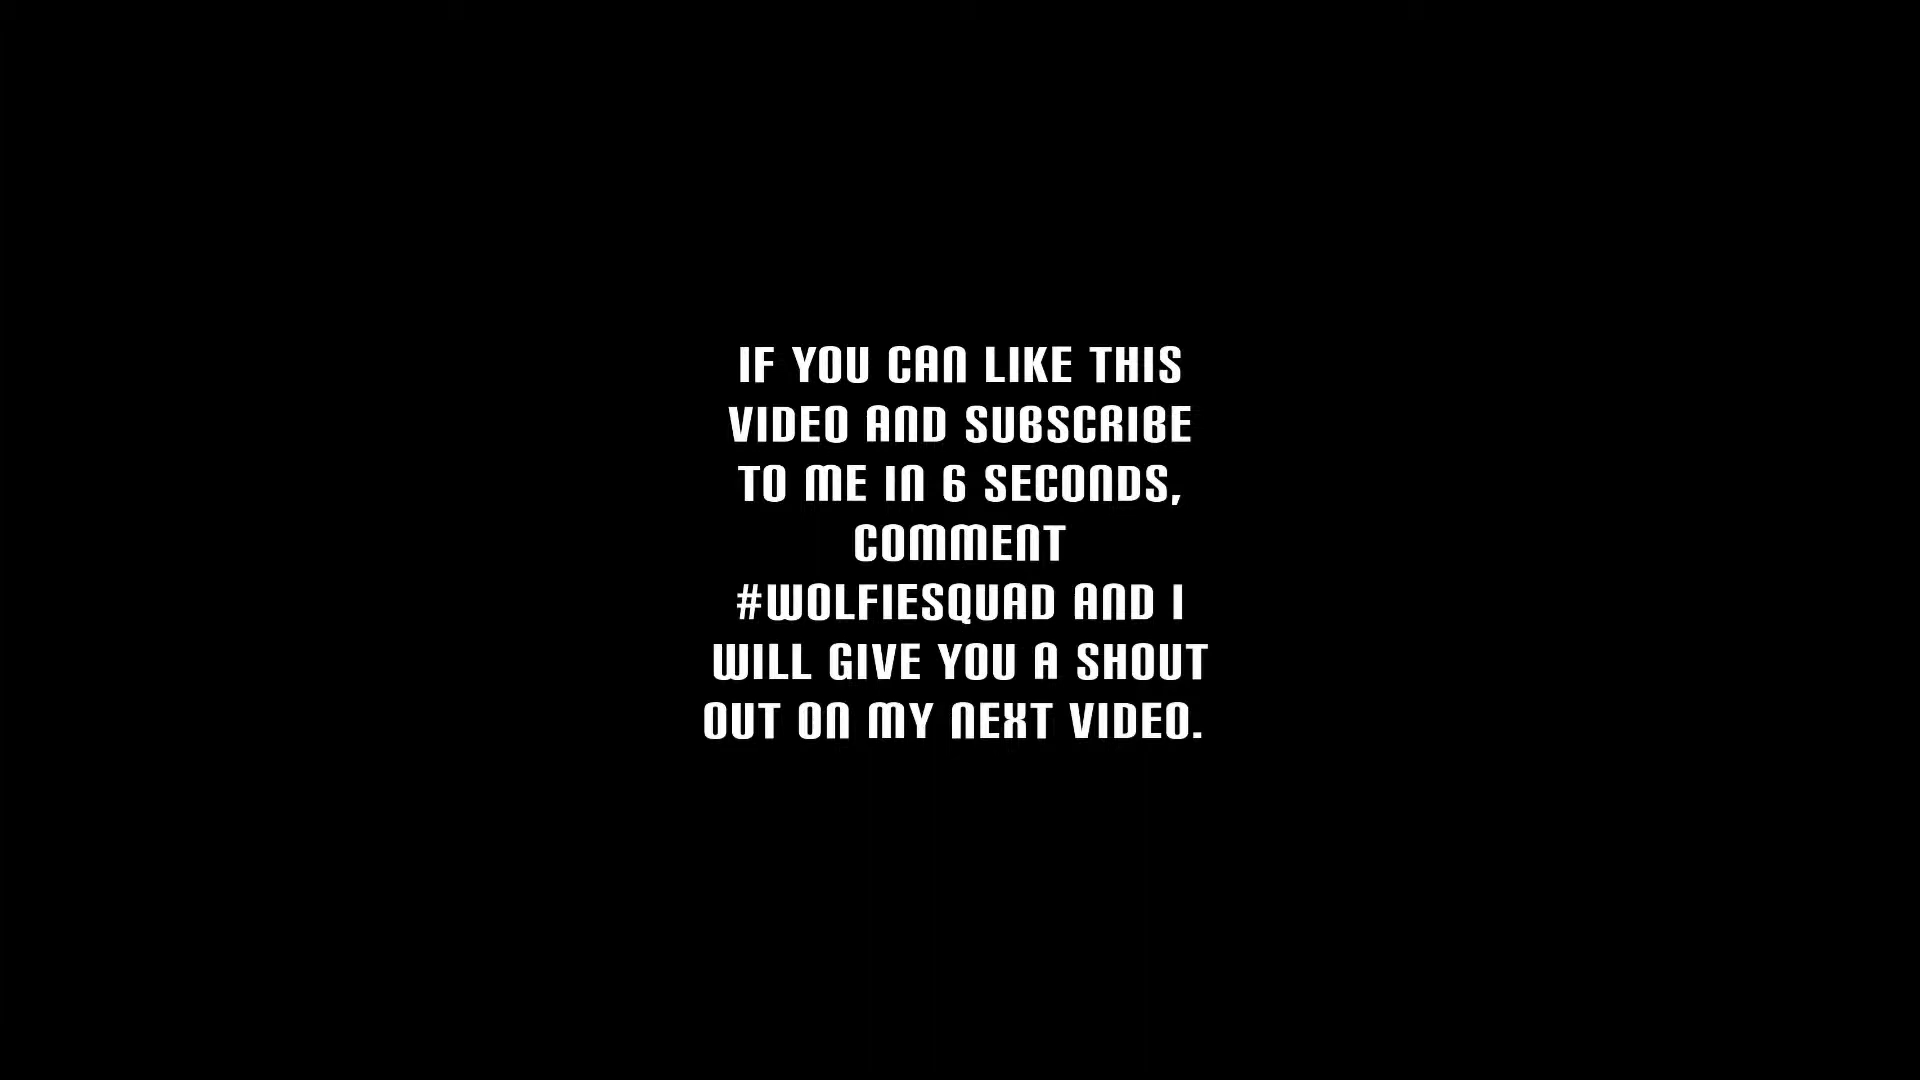 IF YOU CAN LIKE THIS
VIDEO AND SUBSCRIBE
TO ME IN 6 SECONDS,
COMMENT
#WOLFIESQUAD AND I
WILL GIVE YOU A SHOUT
OUT ON MY NEXT VIDEO.